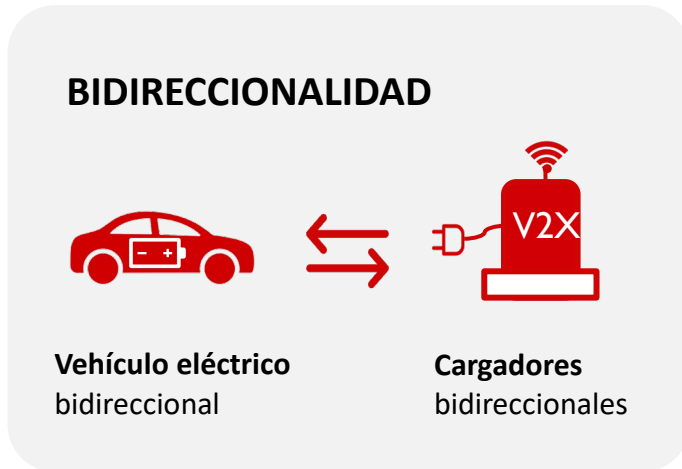 BIDIRECCIONALIDAD
V2X
Vehículo eléctrico
bidireccional
Cargadores
bidireccionales